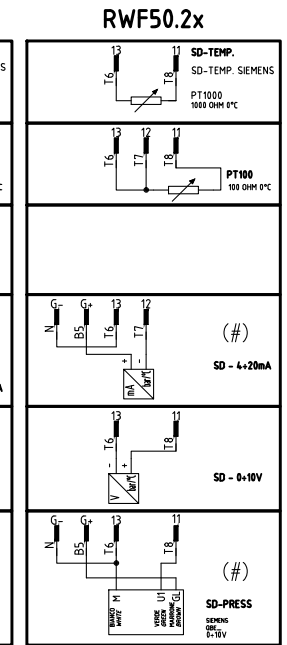 RWF50.2x
13 11 SD-TEMP.
T6 T8 SD-TEMP. SIEMENS
PT1000
1000 OHM 0°C
13 12 11
T6 T7 T8 PT100
100 OHM 0°C
G- G+ 13 12
N B5 T6 T7 (#)
+ -
mA bar/°C
SD - 4÷20mA
13 11
T6 T8
- +
V bar/°C
SD - 0÷10V
G- G+ 13 11
N B5 T6 T8 (#)
M U1 GL
BIANCO VERDE MARRONE
WHITE GREEN BROWN
SD-PRESS
SIEMENS
QBE_
0÷10V